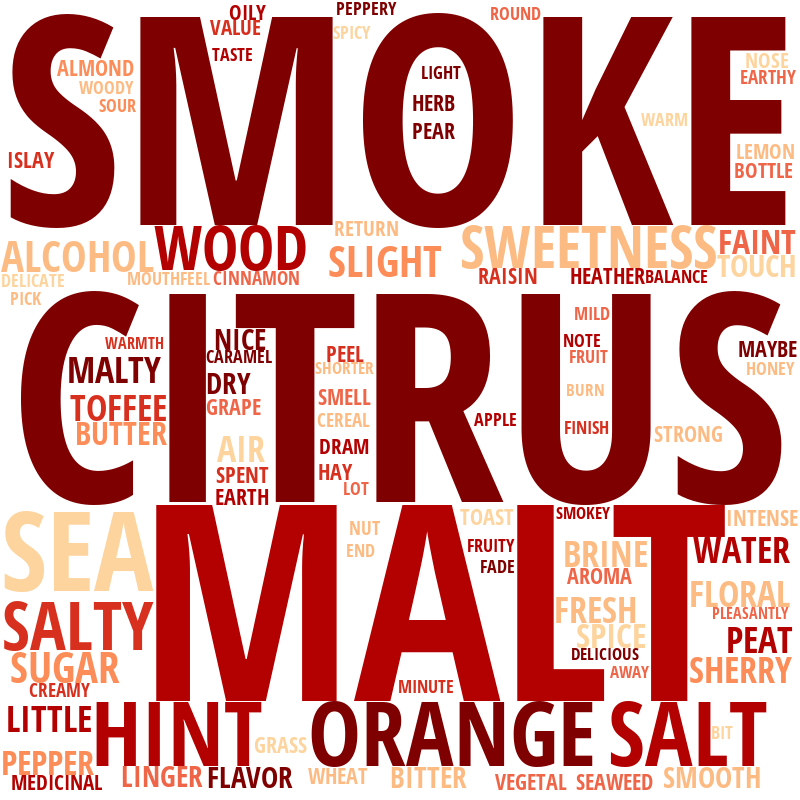 OILY
PEPPERY
ROUND
VALUE
SPICY
SMOKE
TASTE
ALMOND
NOSE
LIGHT
EARTHY
WOODY
SOUR
HERB
WARM
PEAR
LEMON
ISLAY
BOTTLE
RETURN
ALCOHOL
WOOD
SLIGHT
SWEETNESS
FAINT
TOUCH
DELICATE
MOUTHFEEL
CINNAMON
RAISIN
HEATHER
BALANCE
PICK
CITRUS
MILD
WARMTH
NICE
NOTE
MAYBE
CARAMEL
PEEL
FRUIT
MALTY
SHORTER
HONEY
DRY
BURN
TOFFEE
GRAPE
SMELL
CEREAL
APPLE
BUTTER
FINISH
STRONG
AIR
DRAM
SPENT
HAY
LOT
EARTH
SEA
MALT
TOAST
SMOKEY
INTENSE
NUT
FRUITY
END
BRINE
WATER
FADE
AROMA
FLORAL
SALTY
FRESH
PLEASANTLY
SPICE
PEAT
DELICIOUS
SUGAR
AWAY
SHERRY
CREAMY
MINUTE
LITTLE
HINT
ORANGE
SALT
BIT
GRASS
PEPPER
MEDICINAL
LINGER
FLAVOR
WHEAT
BITTER
VEGETAL
SEAWEED
SMOOTH